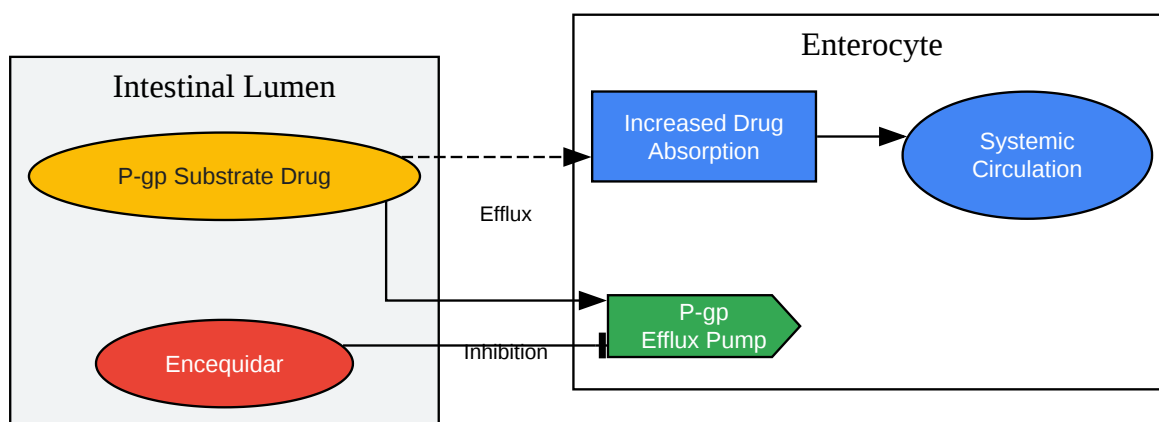 Intestinal Lumen
P-gp Substrate Drug
Encequidar
Efflux
Inhibition
Enterocyte
Increased Drug
Absorption
Systemic
Circulation
P-gp
Efflux Pump